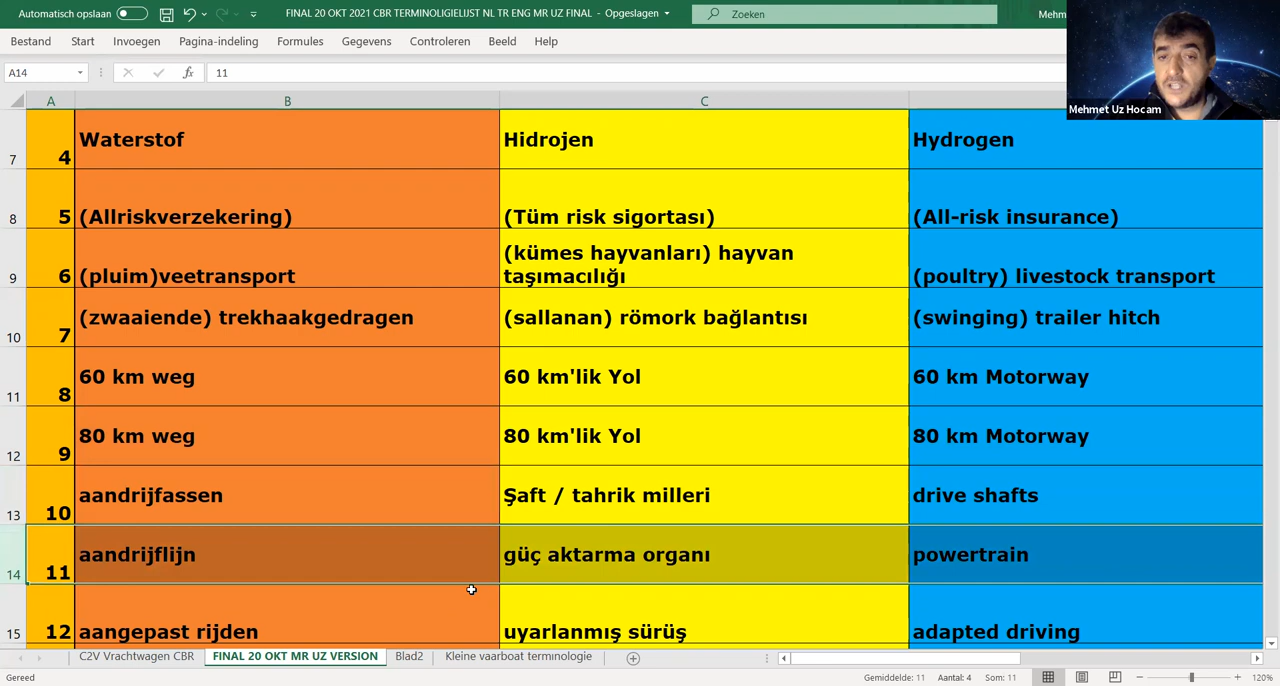 Automatisch opslaan
FINAL 20 OKT 2021 CBR TERMINOLIGIELIJST NL TR ENG MR UZ FINAL - Opgeslagen
Zoeken
Mehm
Bestand Start Invoegen Pagina-indeling Formules Gegevens Controleren Beeld Help
Mehmet Uz Hocam
A14 fx 11
A B C
7 4 Waterstof Hidrojen Hydrogen
8 5 (Allriskverzekering) (Tüm risk sigortası) (All-risk insurance)
9 6 (pluim)veetransport (kümes hayvanları) hayvan taşımacılığı (poultry) livestock transport
10 7 (zwaaiende) trekhaakgedragen (sallanan) römork bağlantısı (swinging) trailer hitch
11 8 60 km weg 60 km'lik Yol 60 km Motorway
12 9 80 km weg 80 km'lik Yol 80 km Motorway
13 10 aandrijfassen Şaft / tahrik milleri drive shafts
14 11 aandrijflijn güç aktarma organı powertrain
15 12 aangepast rijden uyarlanmış sürüş adapted driving
C2V Vrachtwagen CBR FINAL 20 OKT MR UZ VERSION Blad2 Kleine vaarboat terminologie
Gereed Gemiddelde: 11 Aantal: 4 Som: 11 120%